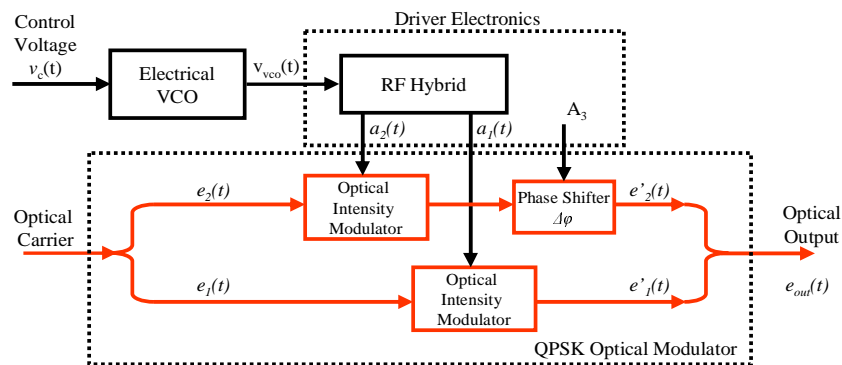 Driver Electronics
Control
Voltage
v_c(t)
Electrical
VCO
v_vco(t)
RF Hybrid
A_3
a_2(t)
a_1(t)
e_2(t)
Optical
Intensity
Modulator
Phase Shifter
Δφ
e'_2(t)
Optical
Carrier
Optical
Output
e_1(t)
Optical
Intensity
Modulator
e'_1(t)
e_out(t)
QPSK Optical Modulator